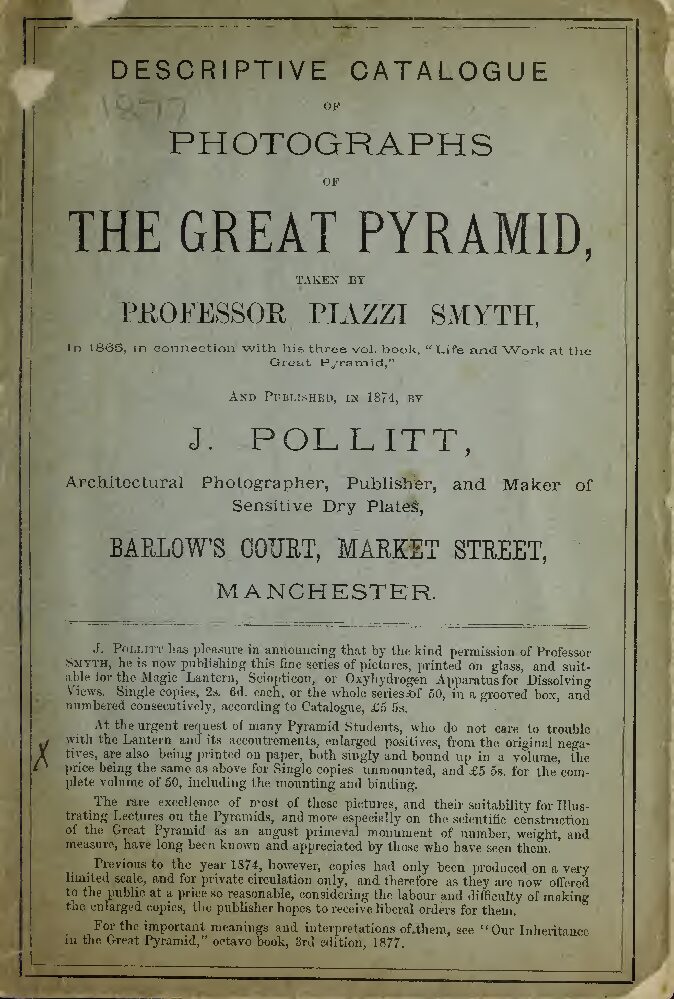 DESCRIPTIVE CATALOGUE
1877
OF
PHOTOGRAPHS
OF
THE GREAT PYRAMID,
TAKEN BY
PROFESSOR PIAZZI SMYTH,
In 1865, in connection with his three vol. book, "Life and Work at the
Great Pyramid,"
AND PUBLISHED, IN 1874, BY
J. POLLITT,
Architectural Photographer, Publisher, and Maker of
Sensitive Dry Plates,
BARLOW'S COURT, MARKET STREET,
MANCHESTER.
J. POLLITT has pleasure in announcing that by the kind permission of Professor
SMYTH, he is now publishing this fine series of pictures, printed on glass, and suit-
able for the Magic Lantern, Sciopticon, or Oxyhydrogen Apparatus for Dissolving
Views. Single copies, 2s. 6d. each, or the whole series of 50, in a grooved box, and
numbered consecutively, according to Catalogue, £5 5s.
At the urgent request of many Pyramid Students, who do not care to trouble
with the Lantern and its accoutrements, enlarged positives, from the original nega-
X tives, are also being printed on paper, both singly and bound up in a volume, the
price being the same as above for Single copies unmounted, and £5 5s. for the com-
plete volume of 50, including the mounting and binding.
The rare excellence of most of these pictures, and their suitability for Illus-
trating Lectures on the Pyramids, and more especially on the scientific construction
of the Great Pyramid as an august primeval monument of number, weight, and
measure, have long been known and appreciated by those who have seen them.
Previous to the year 1874, however, copies had only been produced on a very
limited scale, and for private circulation only, and therefore as they are now offered
to the public at a price so reasonable, considering the labour and difficulty of making
the enlarged copies, the publisher hopes to receive liberal orders for them.
For the important meanings and interpretations of them, see "Our Inheritance
in the Great Pyramid," octavo book, 3rd edition, 1877.